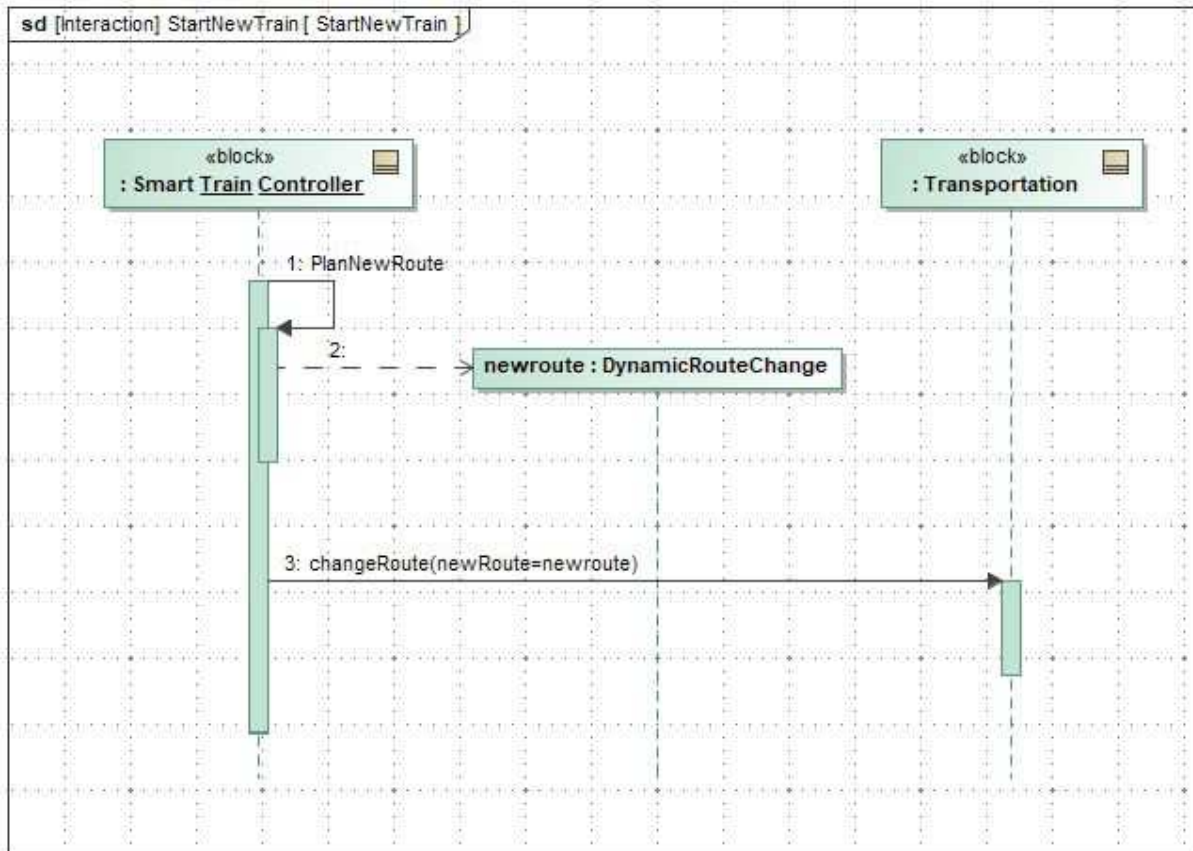 sd [Interaction] StartNewTrain [ StartNewTrain ]
«block»
: Smart Train Controller
«block»
: Transportation
1: PlanNewRoute
2:
newroute : DynamicRouteChange
3: changeRoute(newRoute=newroute)